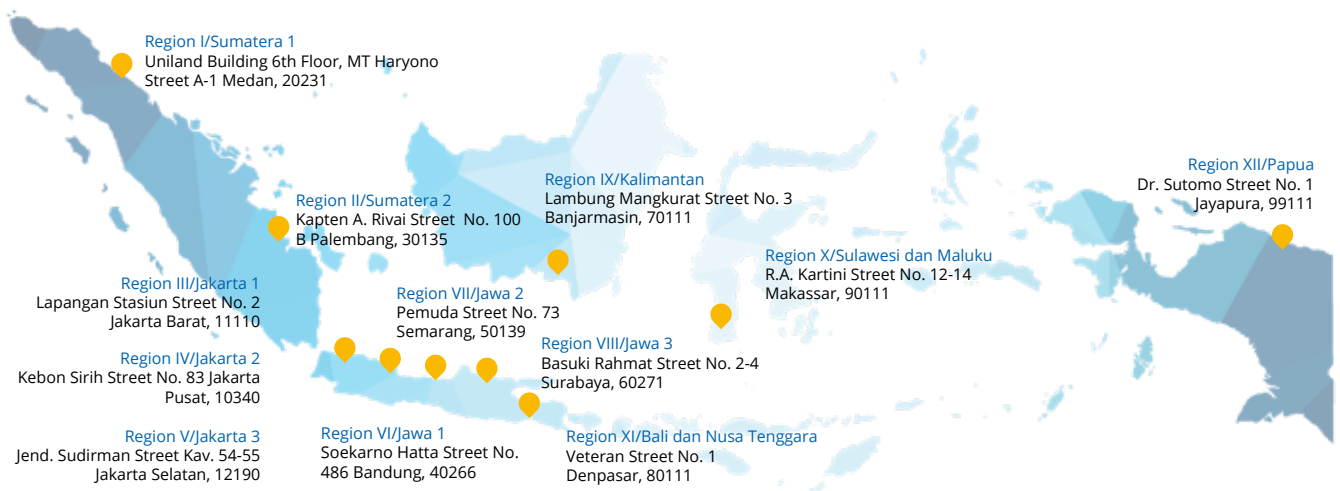 Region I/Sumatera 1
Uniland Building 6th Floor, MT Haryono
Street A-1 Medan, 20231
Region II/Sumatera 2
Kapten A. Rivai Street No. 100
B Palembang, 30135
Region III/Jakarta 1
Lapangan Stasiun Street No. 2
Jakarta Barat, 11110
Region IV/Jakarta 2
Kebon Sirih Street No. 83 Jakarta
Pusat, 10340
Region V/Jakarta 3
Jend. Sudirman Street Kav. 54-55
Jakarta Selatan, 12190
Region VI/Jawa 1
Soekarno Hatta Street No.
486 Bandung, 40266
Region VII/Jawa 2
Pemuda Street No. 73
Semarang, 50139
Region VIII/Jawa 3
Basuki Rahmat Street No. 2-4
Surabaya, 60271
Region IX/Kalimantan
Lambung Mangkurat Street No. 3
Banjarmasin, 70111
Region X/Sulawesi dan Maluku
R.A. Kartini Street No. 12-14
Makassar, 90111
Region XI/Bali dan Nusa Tenggara
Veteran Street No. 1
Denpasar, 80111
Region XII/Papua
Dr. Sutomo Street No. 1
Jayapura, 99111